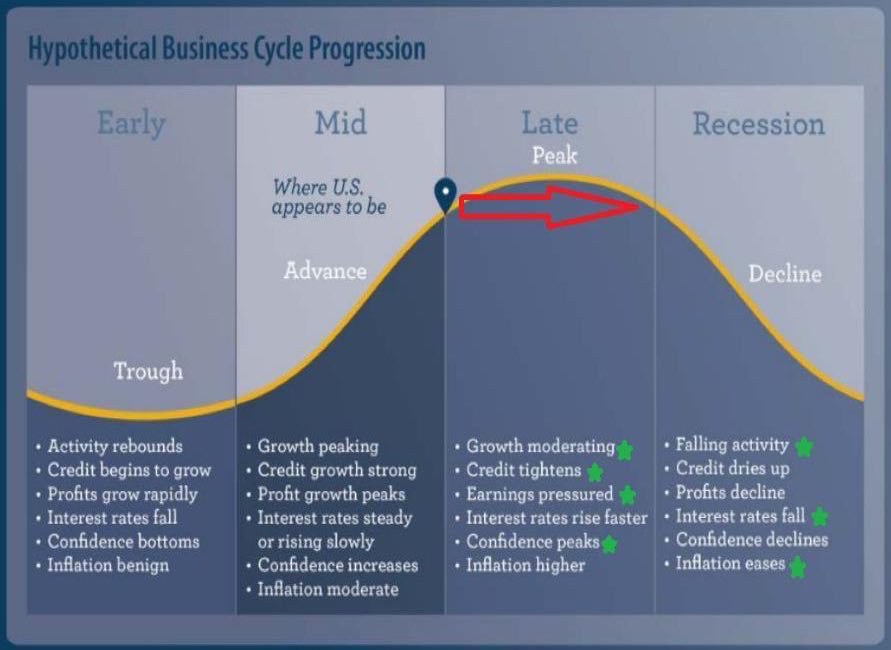 Hypothetical Business Cycle Progression
Early
Mid
Late
Recession
Peak
Where U.S.
appears to be
Advance
Decline
Trough
• Activity rebounds
• Credit begins to grow
• Profits grow rapidly
• Interest rates fall
• Confidence bottoms
• Inflation benign
• Growth peaking
• Credit growth strong
• Profit growth peaks
• Interest rates steady
or rising slowly
• Confidence increases
• Inflation moderate
• Growth moderating
• Credit tightens
• Earnings pressured
• Interest rates rise faster
• Confidence peaks
• Inflation higher
• Falling activity
• Credit dries up
• Profits decline
• Interest rates fall
• Confidence declines
• Inflation eases